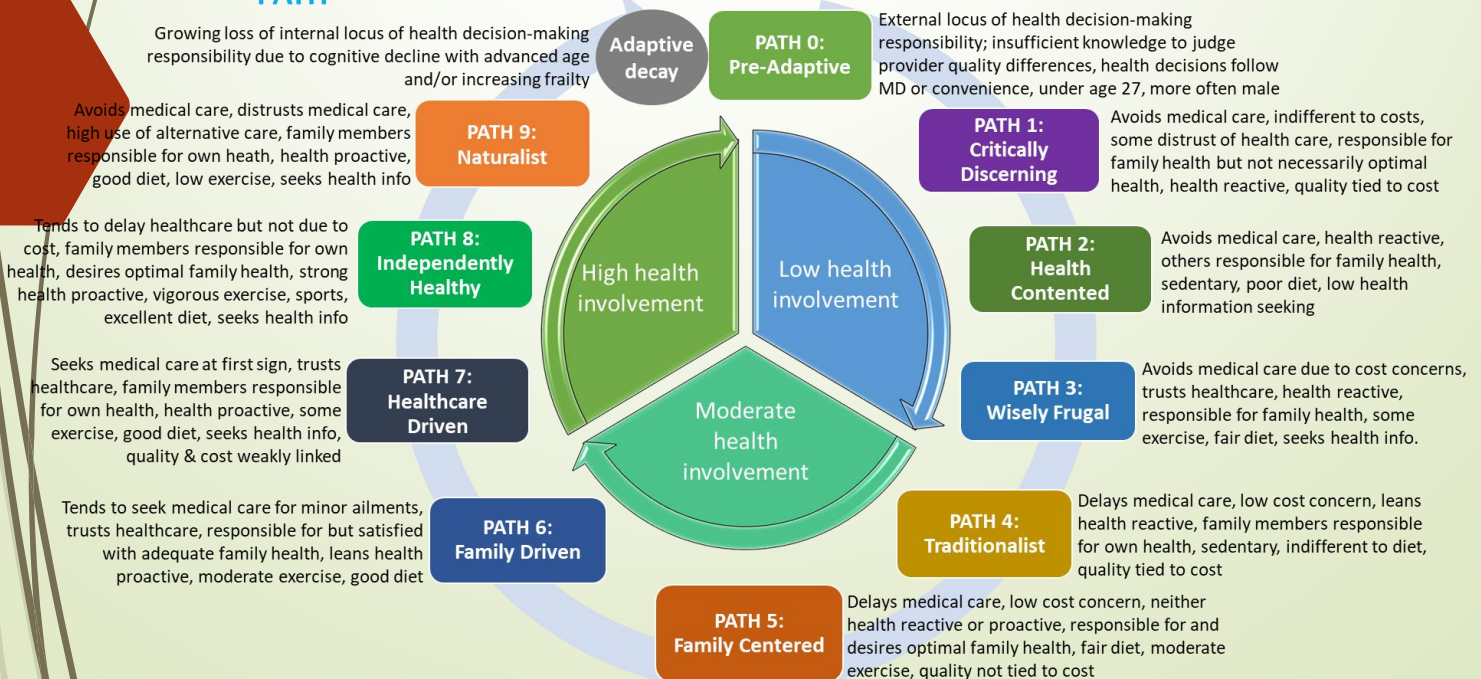 Growing loss of internal locus of health decision-making
responsibility due to cognitive decline with advanced age
and/or increasing frailty
Adaptive
decay
PATH 0:
Pre-Adaptive
External locus of health decision-making
responsibility; insufficient knowledge to judge
provider quality differences, health decisions follow
MD or convenience, under age 27, more often male
PATH 1:
Critically
Discerning
Avoids medical care, indifferent to costs,
some distrust of health care, responsible for
family health but not necessarily optimal
health, health reactive, quality tied to cost
PATH 2:
Health
Contented
Avoids medical care, health reactive,
others responsible for family health,
sedentary, poor diet, low health
information seeking
PATH 3:
Wisely Frugal
Avoids medical care due to cost concerns,
trusts healthcare, health reactive,
responsible for family health, some
exercise, fair diet, seeks health info.
PATH 4:
Traditionalist
Delays medical care, low cost concern, leans
health reactive, family members responsible
for own health, sedentary, indifferent to diet,
quality tied to cost
PATH 5:
Family Centered
Delays medical care, low cost concern, neither
health reactive or proactive, responsible for and
desires optimal family health, fair diet, moderate
exercise, quality not tied to cost
Tends to seek medical care for minor ailments,
trusts healthcare, responsible for but satisfied
with adequate family health, leans health
proactive, moderate exercise, good diet
PATH 6:
Family Driven
Seeks medical care at first sign, trusts
healthcare, family members responsible
for own health, health proactive, some
exercise, good diet, seeks health info,
quality & cost weakly linked
PATH 7:
Healthcare
Driven
Tends to delay healthcare but not due to
cost, family members responsible for own
health, desires optimal family health, strong
health proactive, vigorous exercise, sports,
excellent diet, seeks health info
PATH 8:
Independently
Healthy
Avoids medical care, distrusts medical care,
high use of alternative care, family members
responsible for own heath, health proactive,
good diet, low exercise, seeks health info
PATH 9:
Naturalist
High health
involvement
Low health
involvement
Moderate
health
involvement